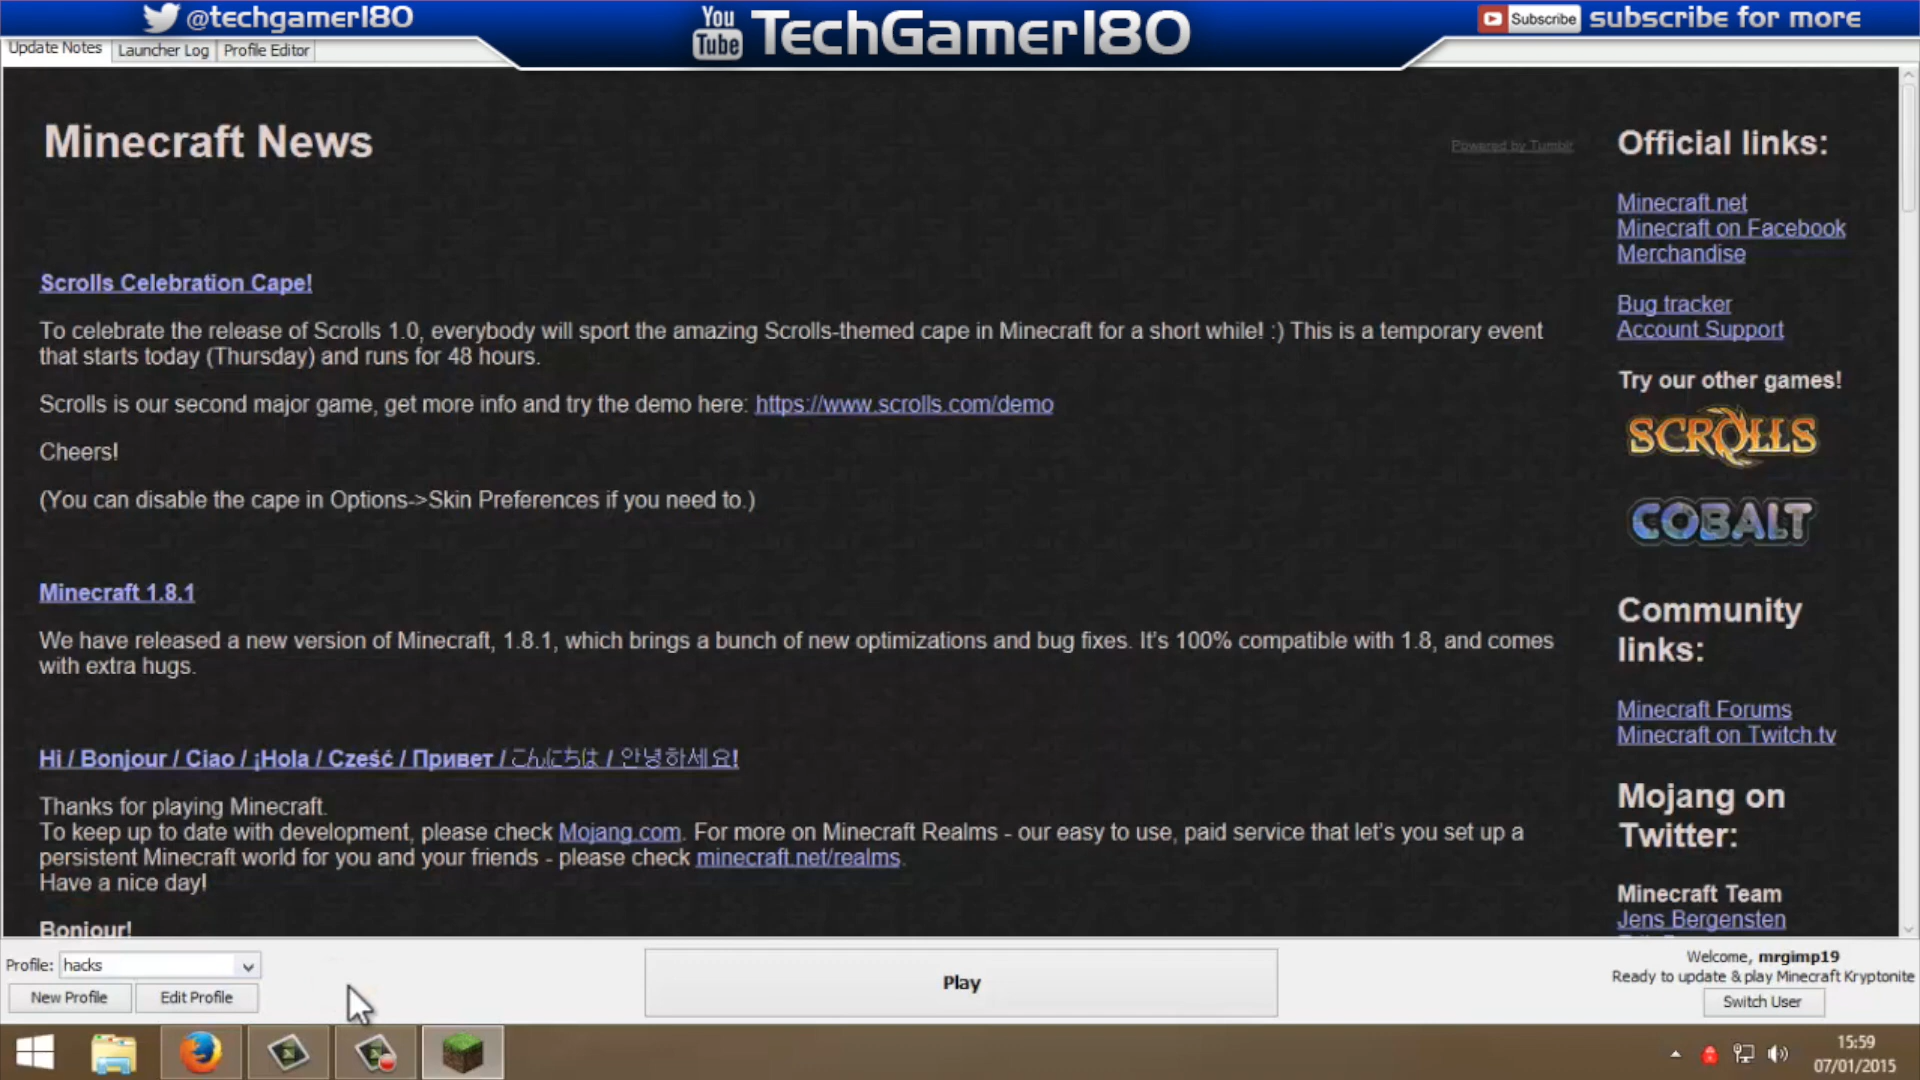 @techgamer180
You Tube TechGamer180
Subscribe subscribe for more
Update Notes Launcher Log Profile Editor
Minecraft News
Powered by Tumblr
Scrolls Celebration Cape!
To celebrate the release of Scrolls 1.0, everybody will sport the amazing Scrolls-themed cape in Minecraft for a short while! :) This is a temporary event
that starts today (Thursday) and runs for 48 hours.
Scrolls is our second major game, get more info and try the demo here: https://www.scrolls.com/demo
Cheers!
(You can disable the cape in Options->Skin Preferences if you need to.)
Minecraft 1.8.1
We have released a new version of Minecraft, 1.8.1, which brings a bunch of new optimizations and bug fixes. It's 100% compatible with 1.8, and comes
with extra hugs.
Hi / Bonjour / Ciao / ¡Hola / Cześć / Привет / こんにちは / 안녕하세요!
Thanks for playing Minecraft.
To keep up to date with development, please check Mojang.com. For more on Minecraft Realms - our easy to use, paid service that let's you set up a
persistent Minecraft world for you and your friends - please check minecraft.net/realms.
Have a nice day!
Bonjour!
Official links:
Minecraft.net
Minecraft on Facebook
Merchandise
Bug tracker
Account Support
Try our other games!
SCROLLS
COBALT
Community
links:
Minecraft Forums
Minecraft on Twitch.tv
Mojang on
Twitter:
Minecraft Team
Jens Bergensten
Profile: hacks
New Profile Edit Profile
Play
Welcome, mrgimp19
Ready to update & play Minecraft Kryptonite
Switch User
15:59
07/01/2015